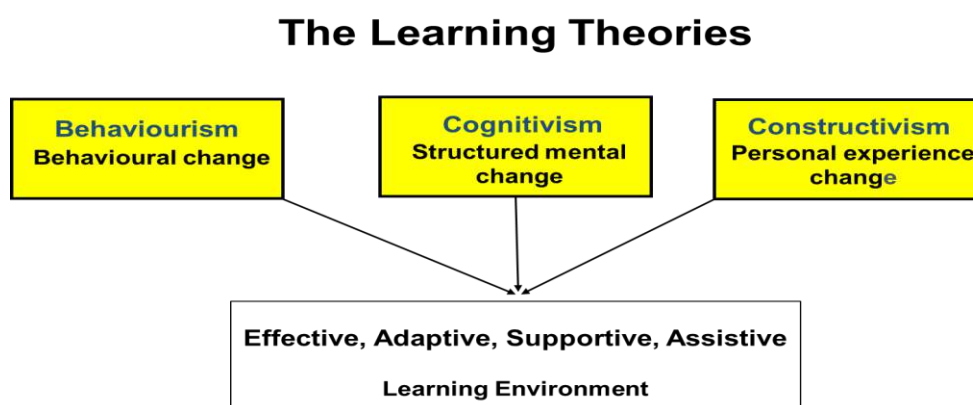 The Learning Theories
Behaviourism
Behavioural change
Cognitivism
Structured mental
change
Constructivism
Personal experience
change
Effective, Adaptive, Supportive, Assistive
Learning Environment